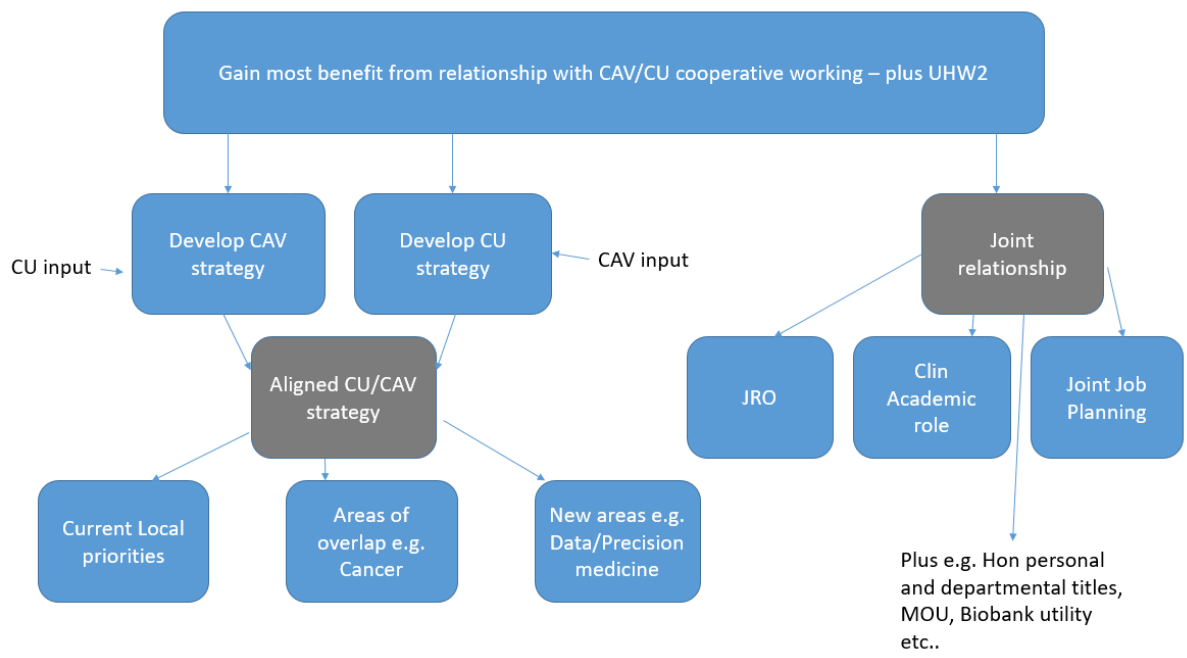 Gain most benefit from relationship with CAV/CU cooperative working – plus UHW2
Develop CAV
strategy
Develop CU
strategy
Joint
relationship
CU input
CAV input
Aligned CU/CAV
strategy
JRO
Clin
Academic
role
Joint Job
Planning
Current Local
priorities
Areas of
overlap e.g.
Cancer
New areas e.g.
Data/Precision
medicine
Plus e.g. Hon personal
and departmental titles,
MOU, Biobank utility
etc..